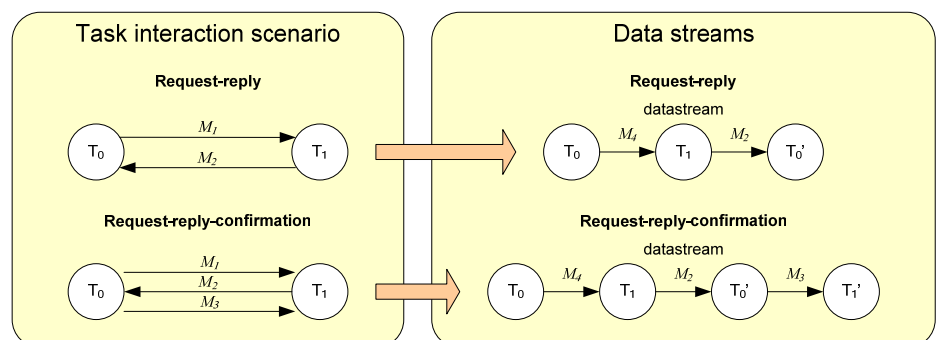 Task interaction scenario
Request-reply
M1
T0
T1
M2
Request-reply-confirmation
M1
T0
M2
T1
M3
Data streams
Request-reply
datastream
M4
M2
T0
T1
T0'
Request-reply-confirmation
datastream
M4
M2
M3
T0
T1
T0'
T1'